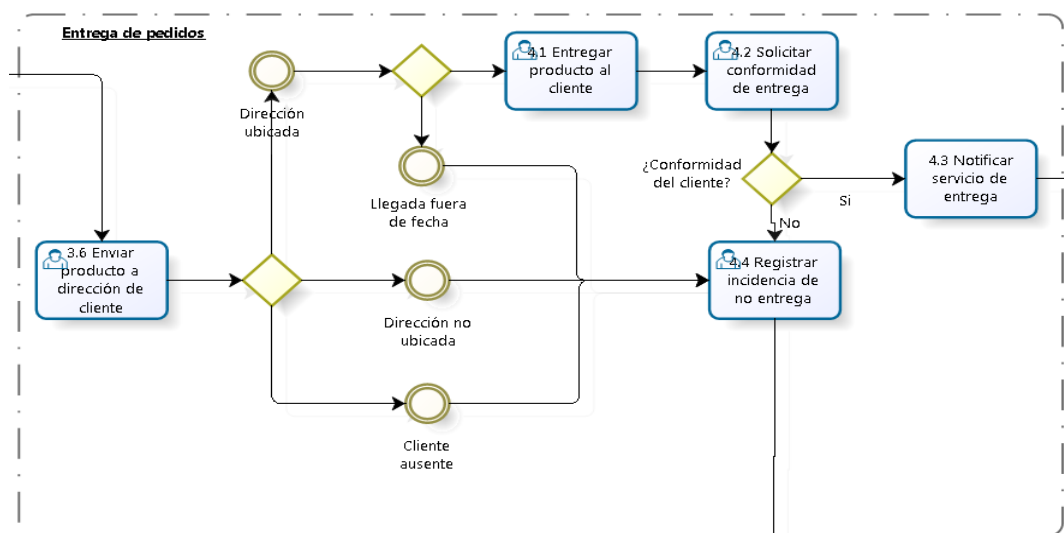 Entrega de pedidos
4.1 Entregar
producto al
cliente
4.2 Solicitar
conformidad
de entrega
Dirección
ubicada
¿Conformidad
del cliente?
Si
4.3 Notificar
servicio de
entrega
Llegada fuera
de fecha
No
3.6 Enviar
producto a
dirección de
cliente
4.4 Registrar
incidencia de
no entrega
Dirección no
ubicada
Cliente
ausente